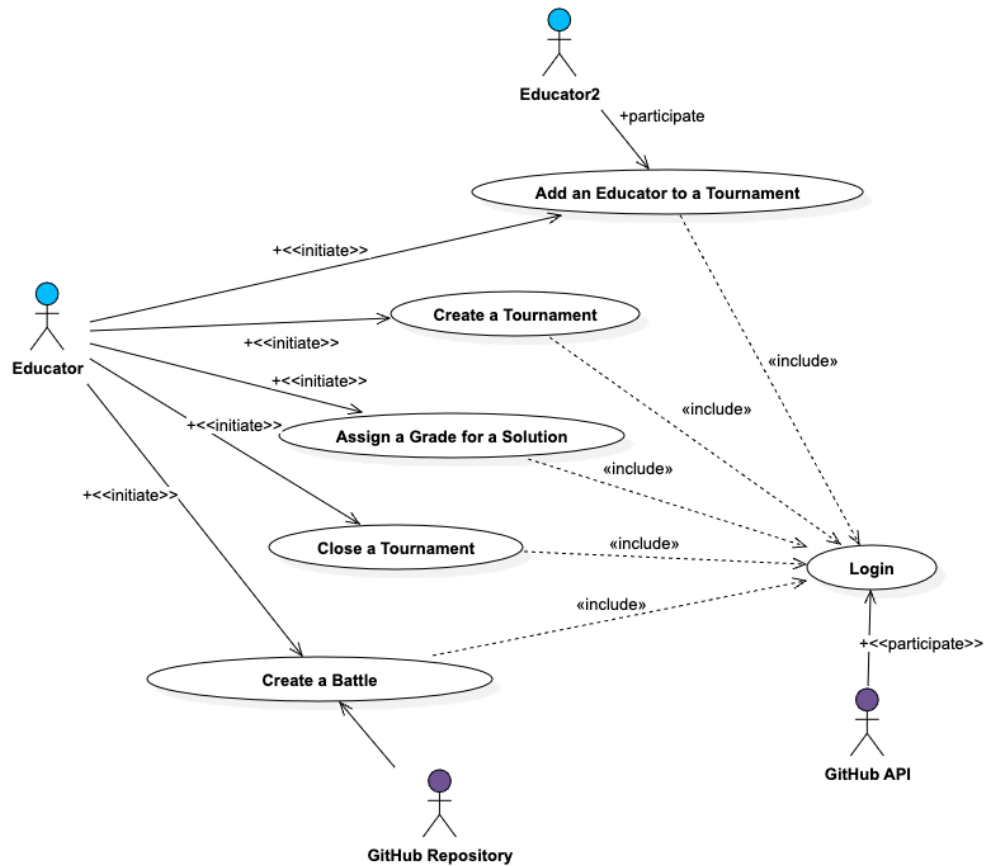 Educator2
+participate
Add an Educator to a Tournament
+<<initiate>>
Create a Tournament
+<<initiate>>
Educator
«include»
+<<initiate>>
«include»
+<<initiate>>
Assign a Grade for a Solution
«include»
+<<initiate>>
Close a Tournament
«include»
Login
«include»
+<<participate>>
Create a Battle
GitHub API
GitHub Repository